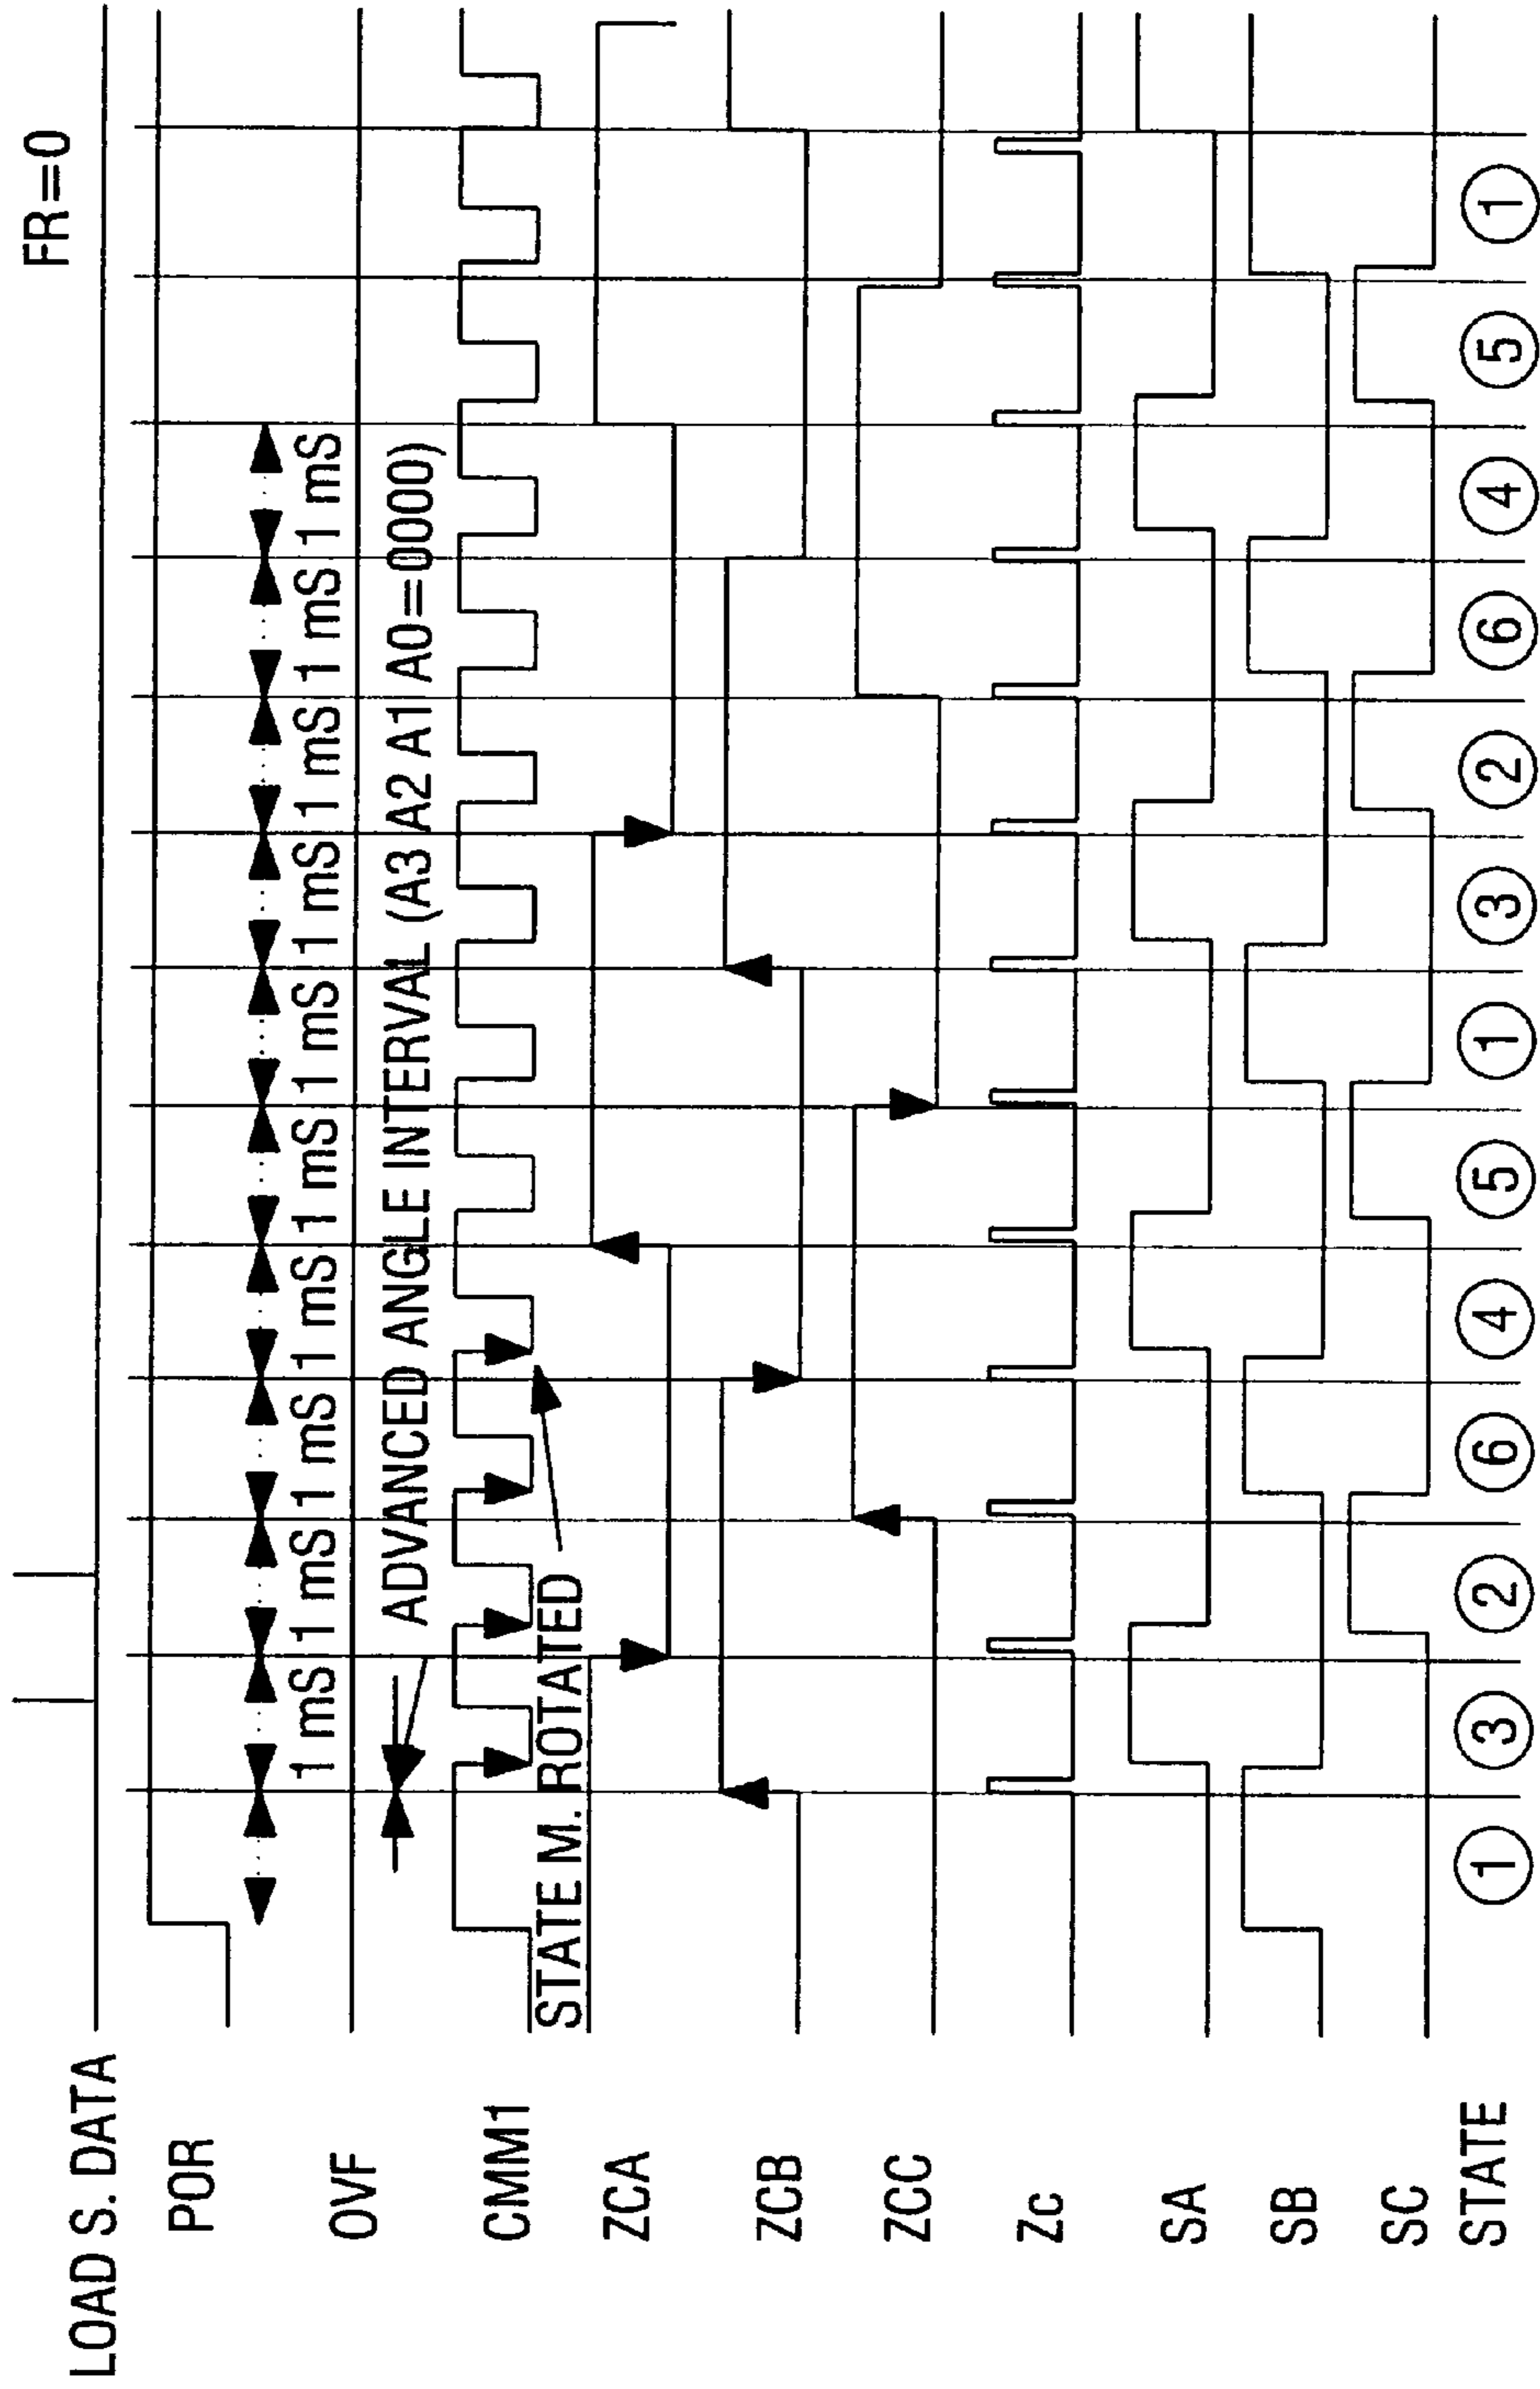 FR=0
LOAD S. DATA
POR
1 mS 1 mS 1 mS 1 mS 1 mS 1 mS 1 mS 1 mS 1 mS 1 mS
OVF
ADVANCED ANGLE INTERVAL (A3 A2 A1 A0=0000)
CMM1
STATE M. ROTATED
ZCA
ZCB
ZCC
Zc
SA
SB
SC
STATE 1 3 2 6 4 5 1 3 2 6 4 5 1